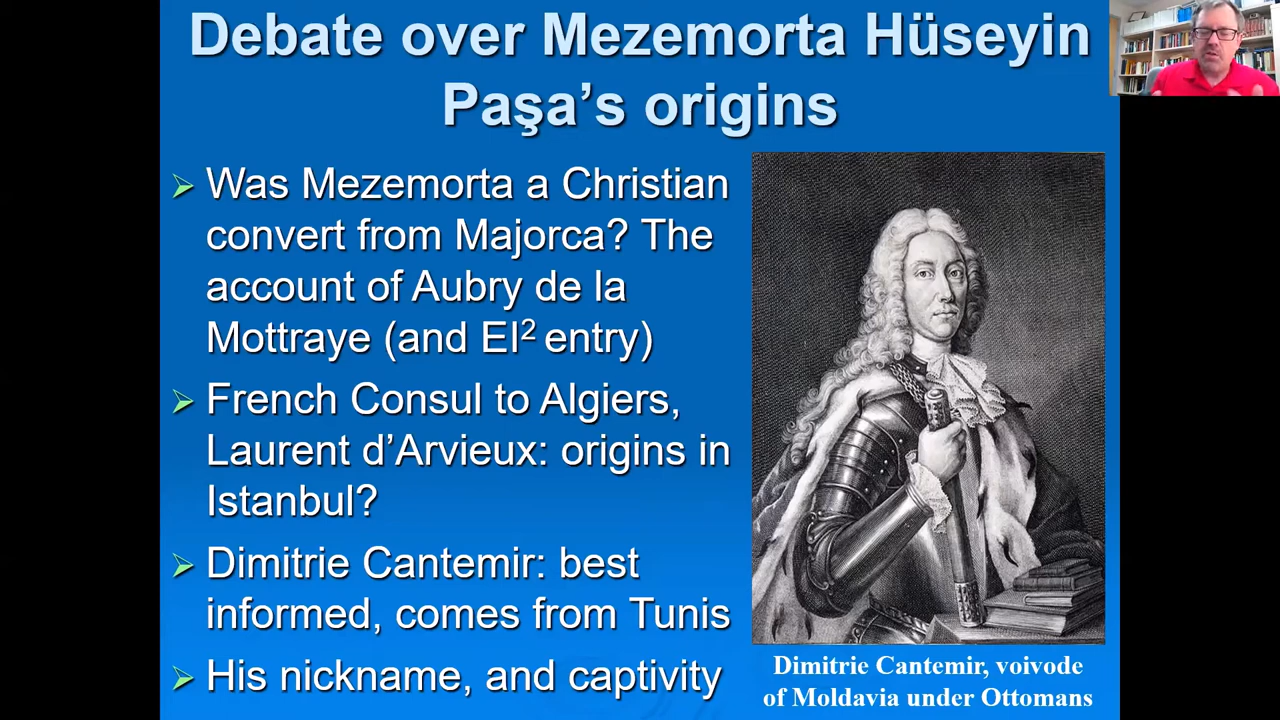 Debate over Mezemorta Hüseyin
Paşa’s origins
Was Mezemorta a Christian
convert from Majorca? The
account of Aubry de la
Mottraye (and EI² entry)
French Consul to Algiers,
Laurent d’Arvieux: origins in
Istanbul?
Dimitrie Cantemir: best
informed, comes from Tunis
His nickname, and captivity
Dimitrie Cantemir, voivode
of Moldavia under Ottomans